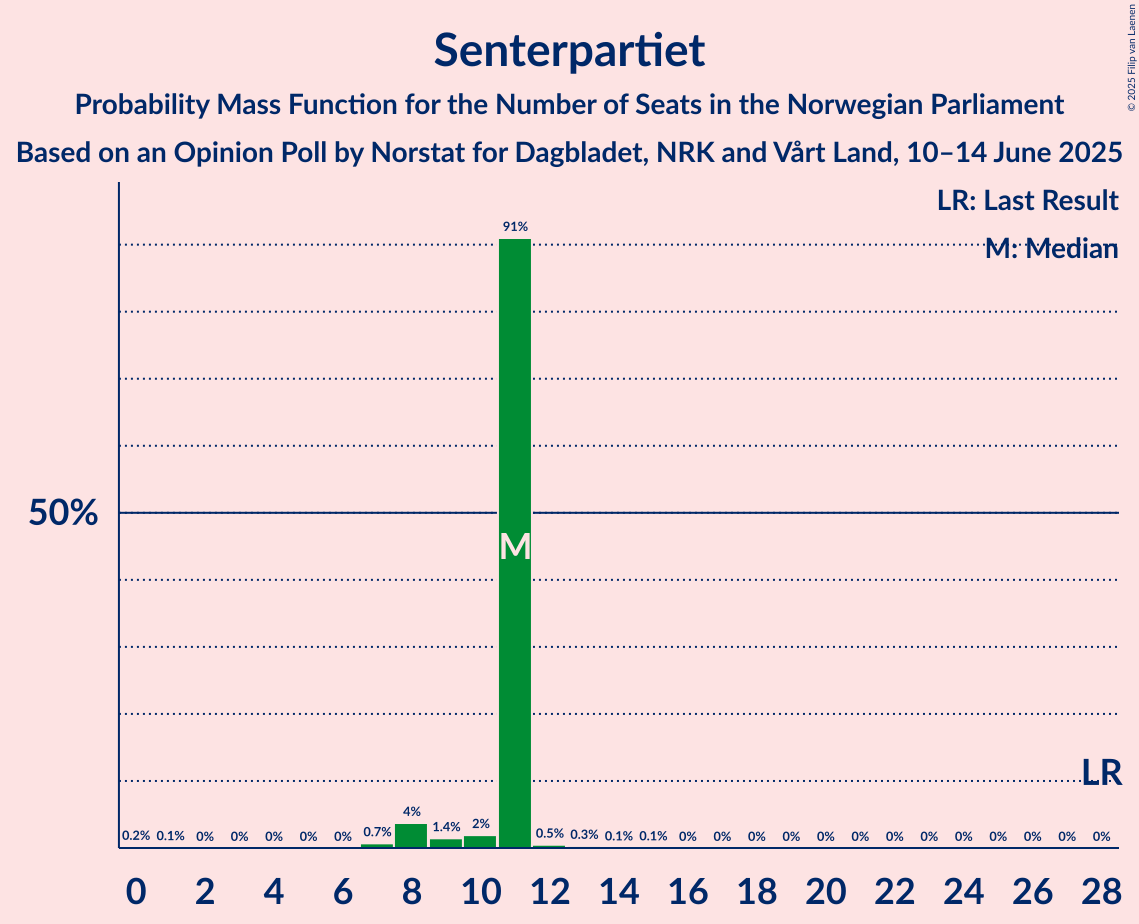 Senterpartiet
Probability Mass Function for the Number of Seats in the Norwegian Parliament
Based on an Opinion Poll by Norstat for Dagbladet, NRK and Vårt Land, 10–14 June 2025
© 2025 Filip van Laenen
LR: Last Result
M: Median
91%
50%
M
LR
0.2% 0.1% 0% 0% 0% 0% 0% 0.7% 4% 1.4% 2% 0.5% 0.3% 0.1% 0.1% 0% 0% 0% 0% 0% 0% 0% 0% 0% 0% 0% 0% 0%
0 2 4 6 8 10 12 14 16 18 20 22 24 26 28